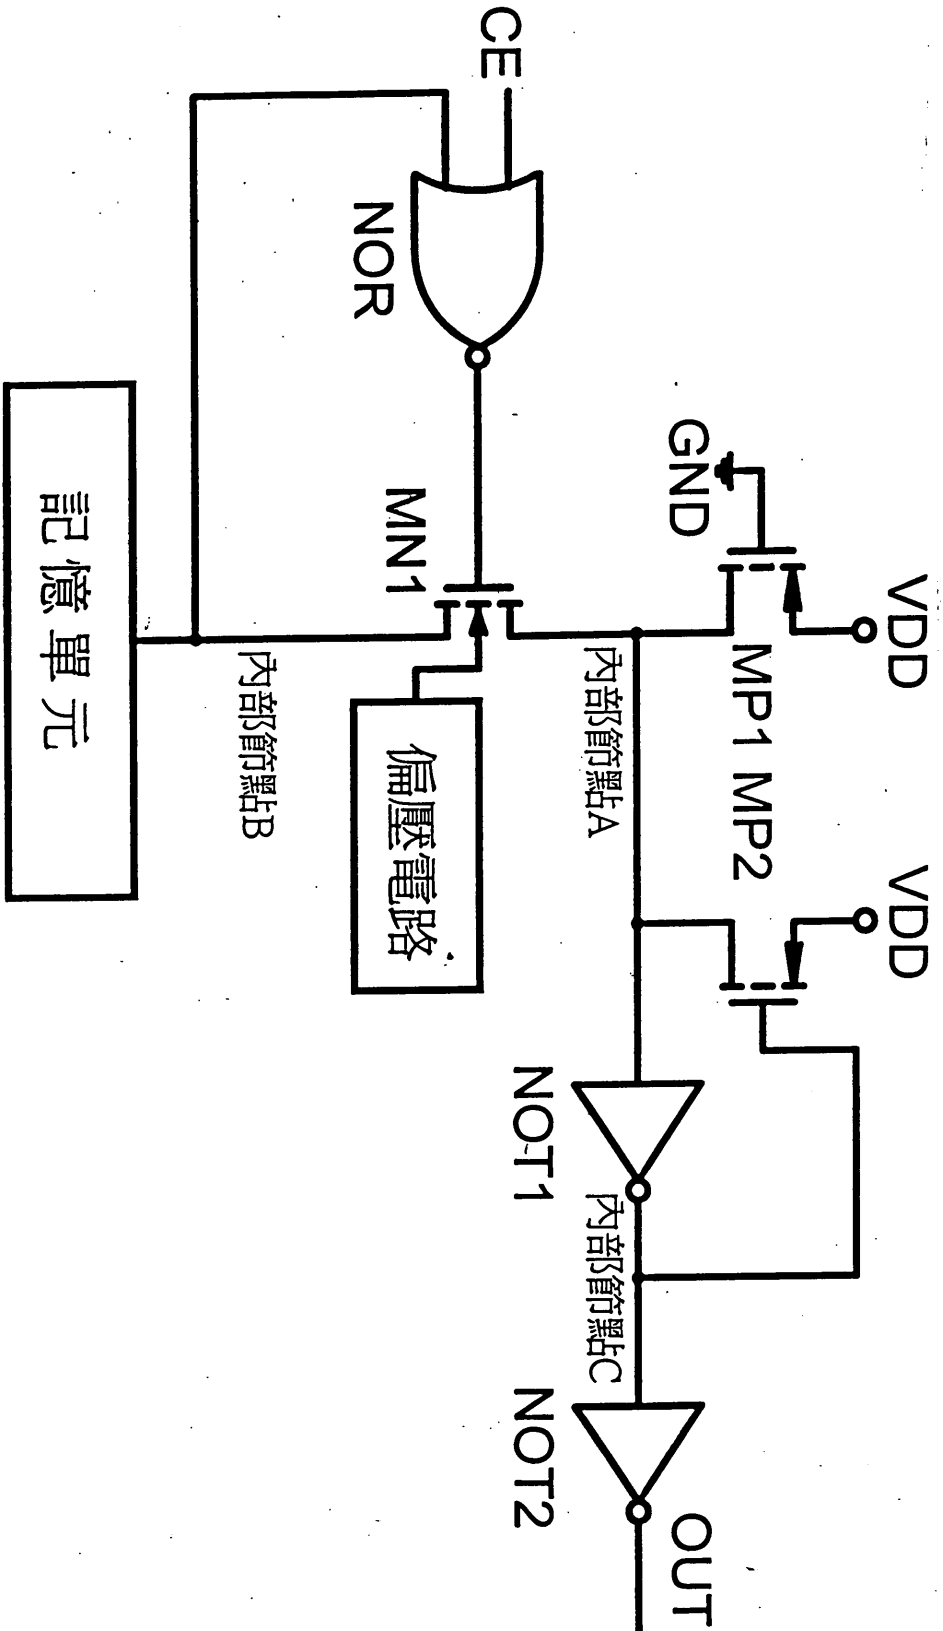 VDD
VDD
MP1 MP2
GND
OUT
內部節點A
內部節點C
NOT1
NOT2
CE
MN1
偏壓電路
NOR
內部節點B
記憶單元